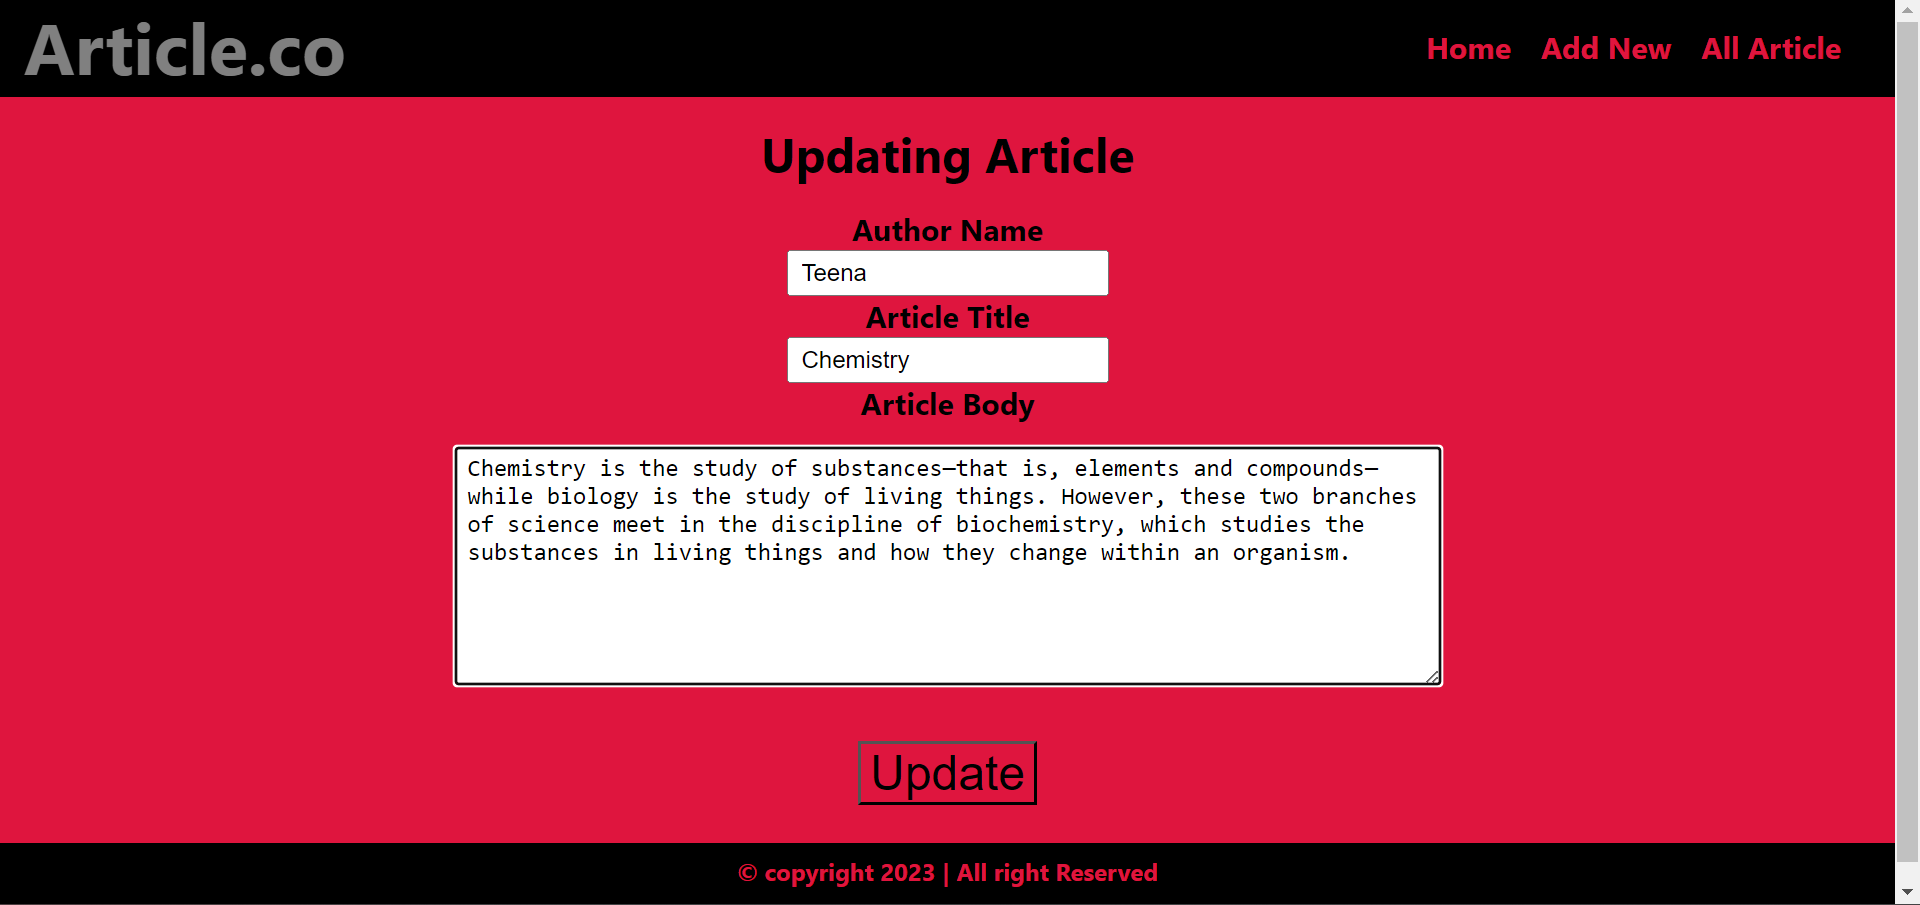 Article.co
Home Add New All Article
Updating Article
Author Name
Teena
Article Title
Chemistry
Article Body
Chemistry is the study of substances—that is, elements and compounds—
while biology is the study of living things. However, these two branches
of science meet in the discipline of biochemistry, which studies the
substances in living things and how they change within an organism.
Update
© copyright 2023 | All right Reserved